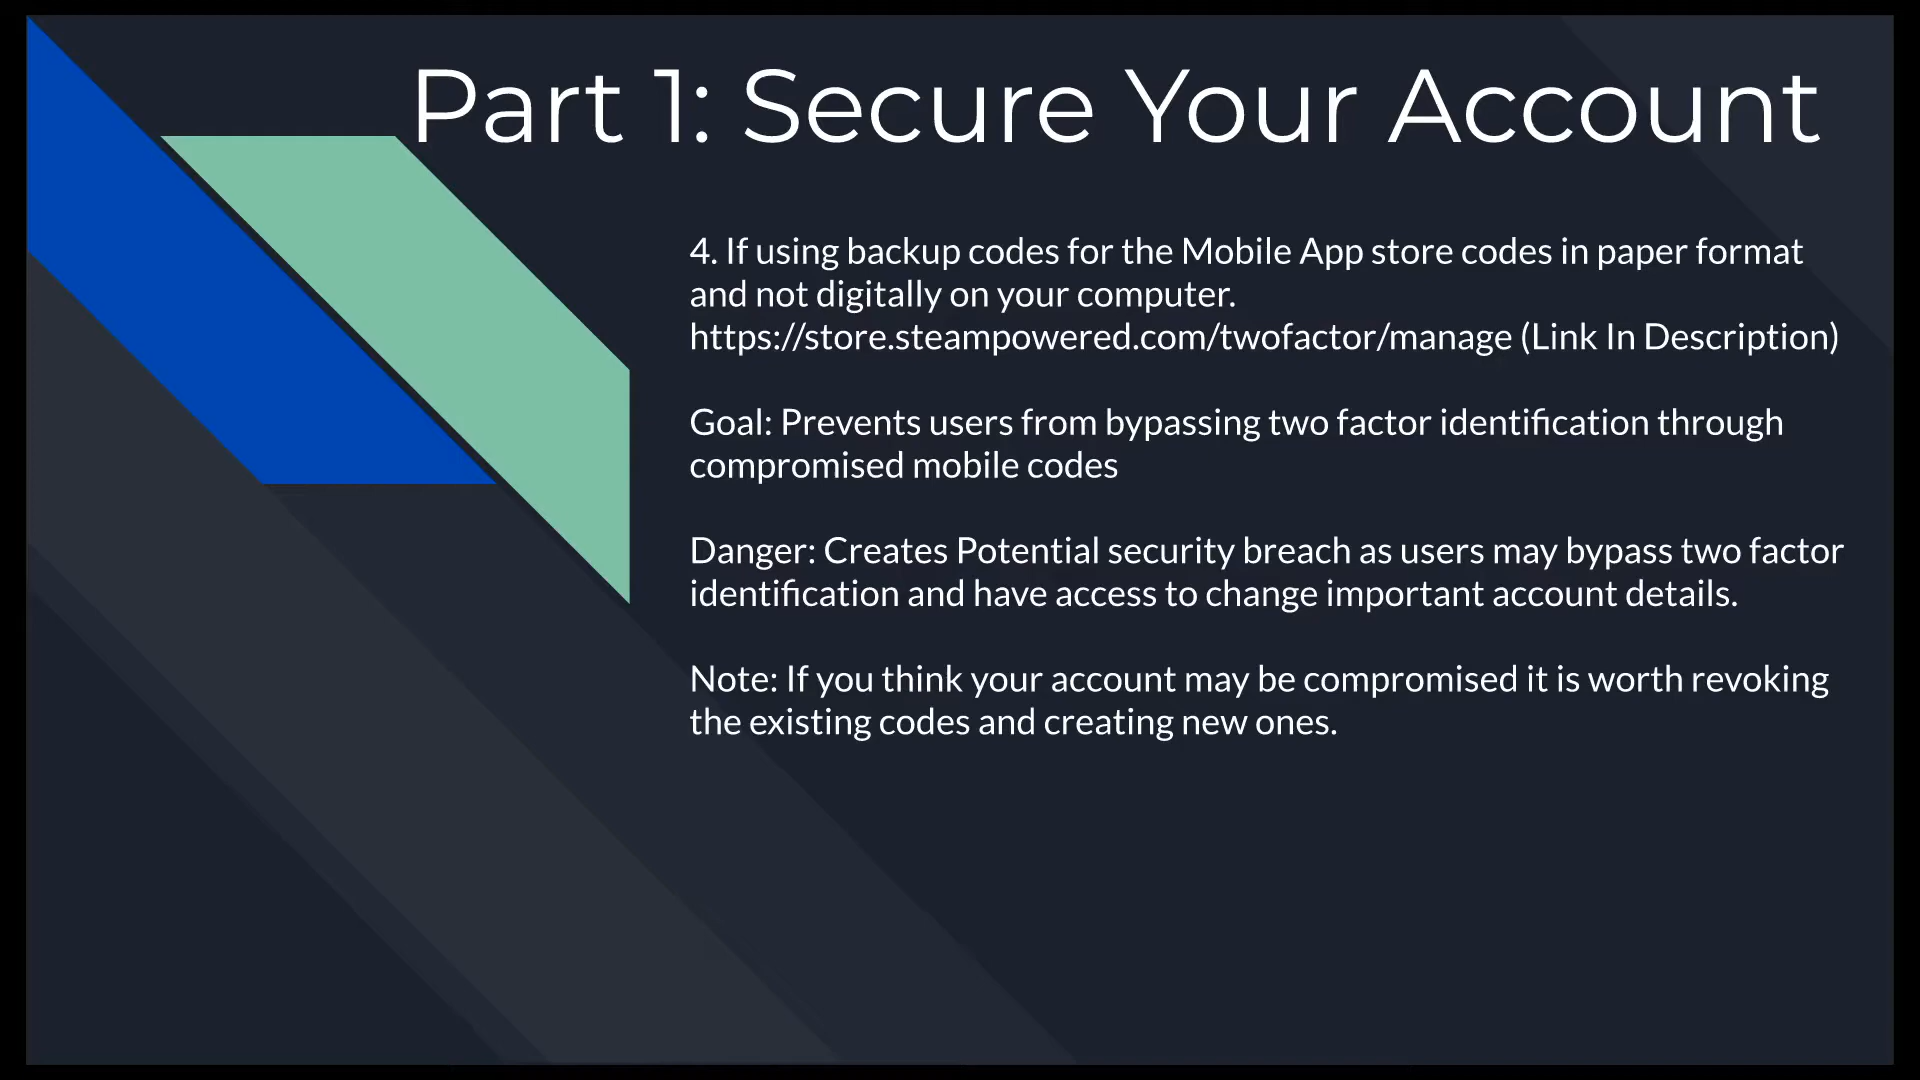 Part 1: Secure Your Account
4. If using backup codes for the Mobile App store codes in paper format
and not digitally on your computer.
https://store.steampowered.com/twofactor/manage (Link In Description)
Goal: Prevents users from bypassing two factor identification through
compromised mobile codes
Danger: Creates Potential security breach as users may bypass two factor
identification and have access to change important account details.
Note: If you think your account may be compromised it is worth revoking
the existing codes and creating new ones.